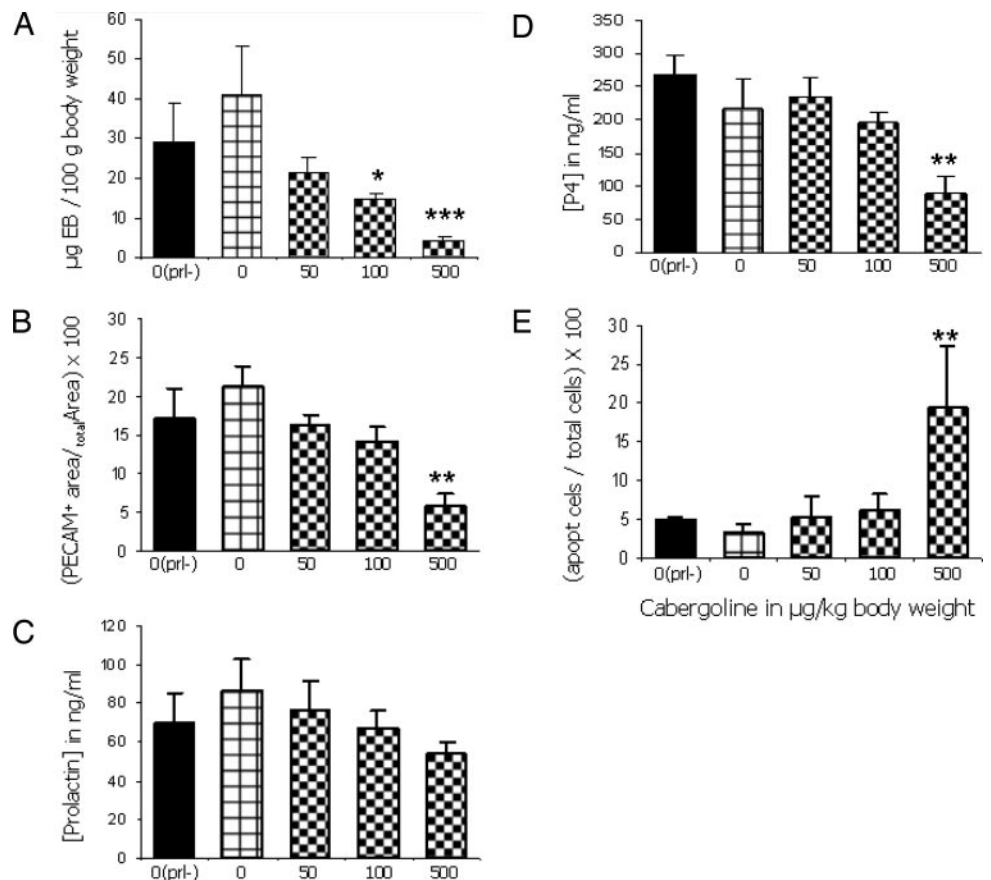 A
µg EB /100 g body weight
60
50
40
30
20
10
0
*
***
0(prl-) 0 50 100 500
B
(PECAM+ area/totalArea) x 100
30
25
20
15
10
5
0
**
0(prl-) 0 50 100 500
C
[Prolactin] in ng/ml
120
100
80
60
40
20
0
0(prl-) 0 50 100 500
D
[P4] in ng/ml
350
300
250
200
150
100
50
0
**
0(prl-) 0 50 100 500
E
(apopt cels / total cells) X 100
30
25
20
15
10
5
0
**
0(prl-) 0 50 100 500
Cabergoline in µg/kg body weight